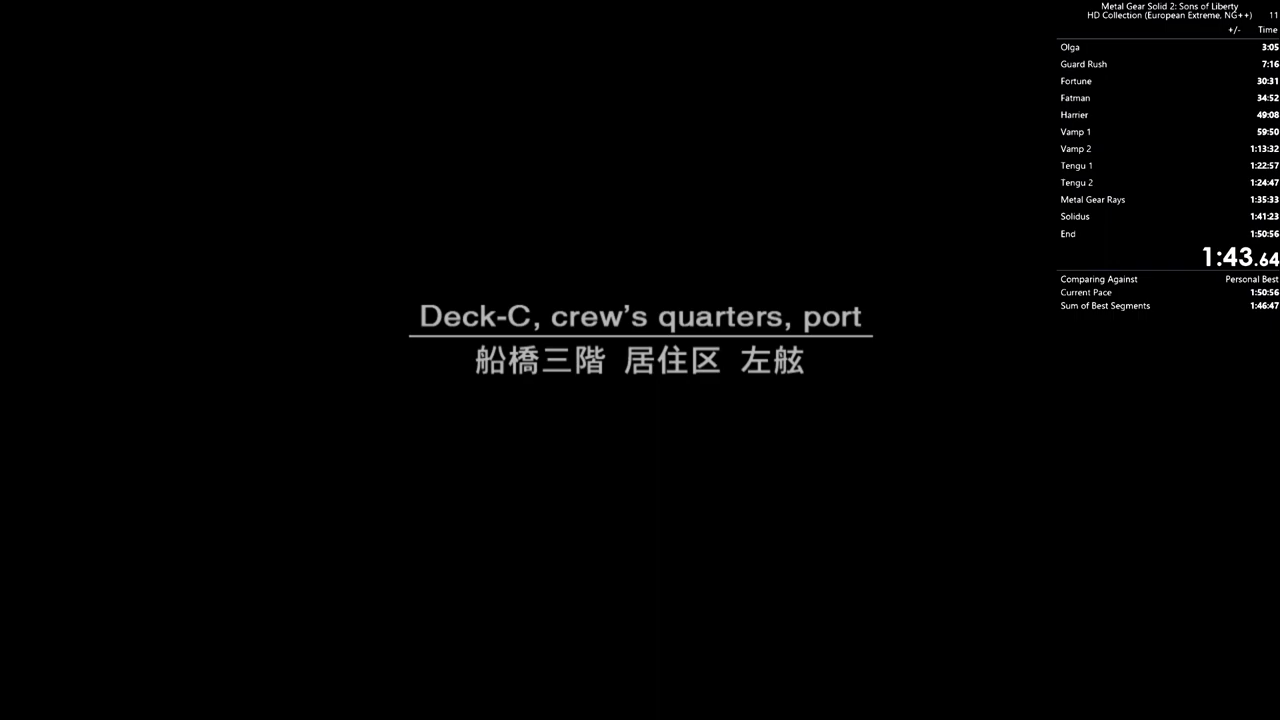 Metal Gear Solid 2: Sons of Liberty
HD Collection (European Extreme, NG++) 11
+/- Time
Olga 3:05
Guard Rush 7:16
Fortune 30:31
Fatman 34:52
Harrier 49:08
Vamp 1 59:50
Vamp 2 1:13:32
Tengu 1 1:22:57
Tengu 2 1:24:47
Metal Gear Rays 1:35:33
Solidus 1:41:23
End 1:50:56
1:43.64
Comparing Against Personal Best
Current Pace 1:50:56
Sum of Best Segments 1:46:47
Deck-C, crew's quarters, port
船橋三階 居住区 左舷